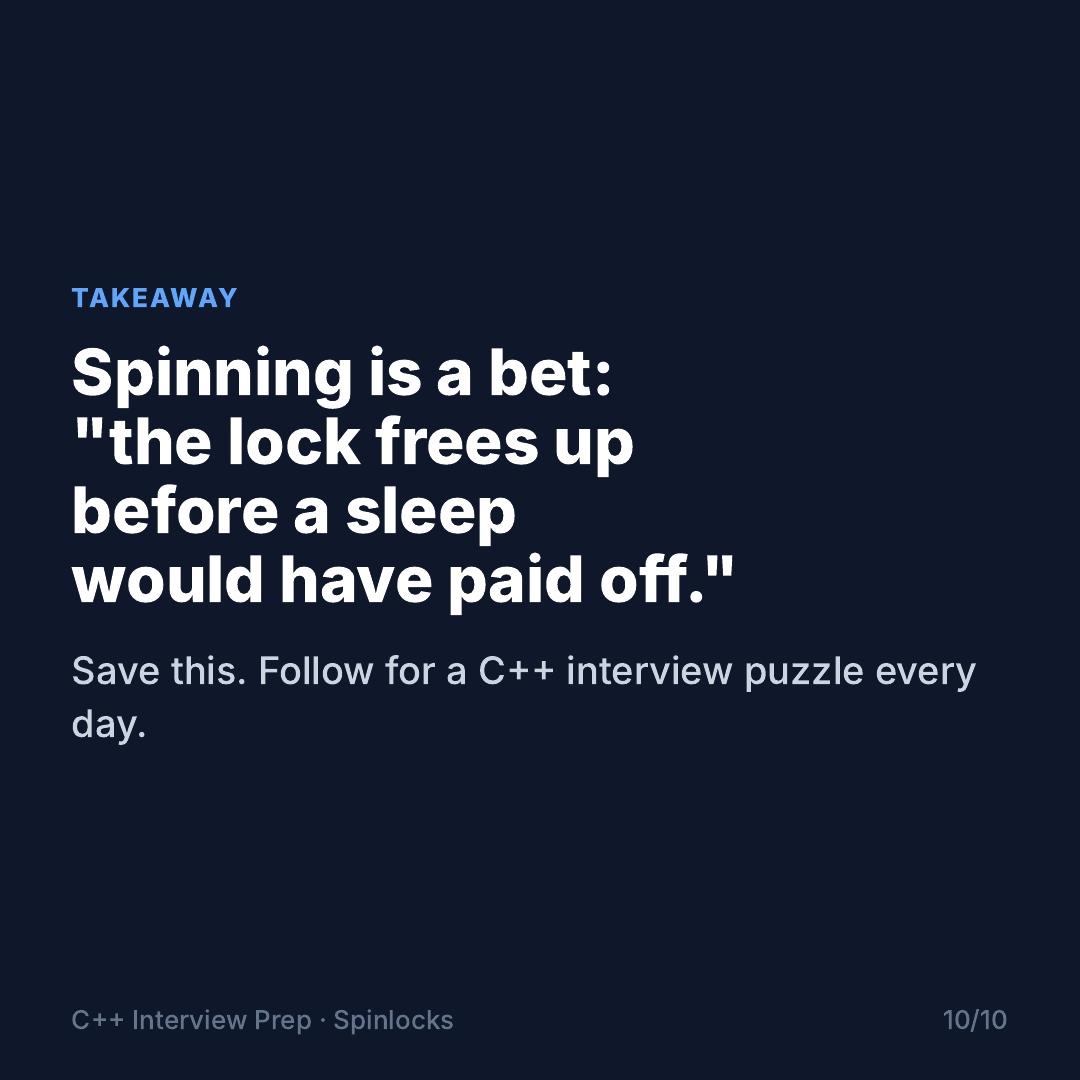 TAKEAWAY
Spinning is a bet:
"the lock frees up
before a sleep
would have paid off."
Save this. Follow for a C++ interview puzzle every
day.
C++ Interview Prep · Spinlocks
10/10